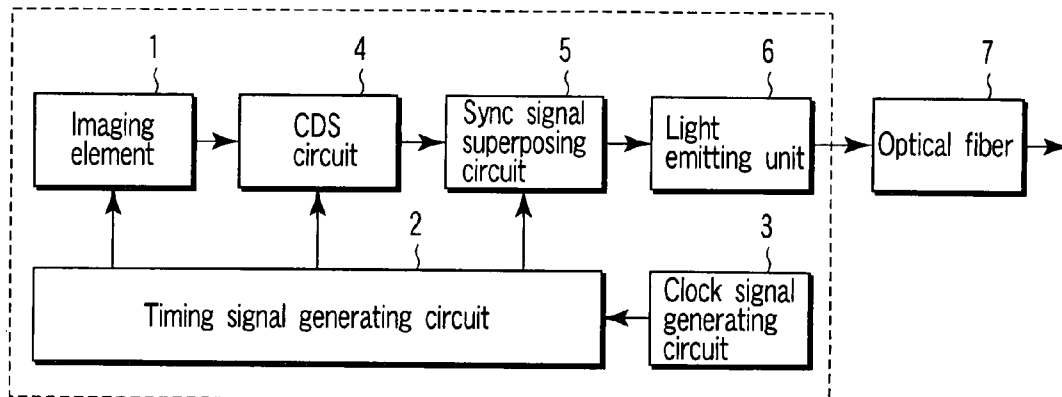 1
4
5
6
7
Imaging
element
CDS
circuit
Sync signal
superposing
circuit
Light
emitting unit
Optical fiber
2
3
Timing signal generating circuit
Clock signal
generating
circuit